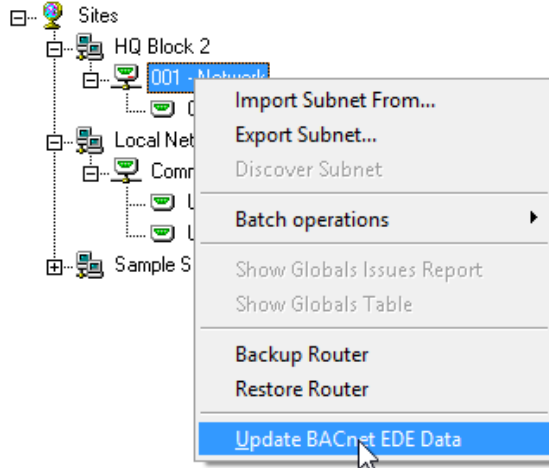 Sites
HQ Block 2
001 - Network
Import Subnet From...
Export Subnet...
Local Net
Discover Subnet
Comm
Batch operations
Sample S
Show Globals Issues Report
Show Globals Table
Backup Router
Restore Router
Update BACnet EDE Data